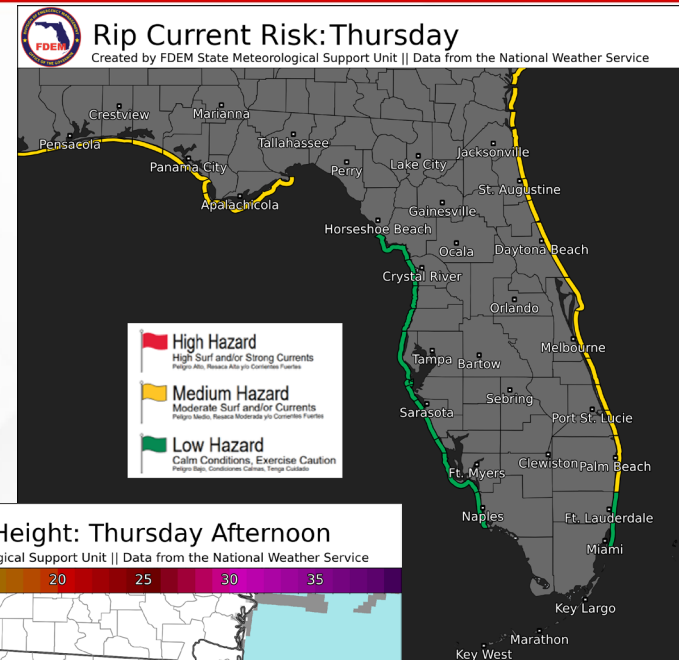 FDEM
Rip Current Risk: Thursday
Created by FDEM State Meteorological Support Unit || Data from the National Weather Service
Crestview
Marianna
Pensacola
Tallahassee
Jacksonville
Panama City
Perry
Lake City
St. Augustine
Apalachicola
Gainesville
Horseshoe Beach
Ocala
Daytona Beach
Crystal River
Orlando
High Hazard
High Surf and/or Strong Currents
Peligro Alto, Resaca Alta y/o Corrientes Fuertes
Melbourne
Tampa
Bartow
Medium Hazard
Moderate Surf and/or Currents
Peligro Medio, Resaca Moderada y/o Corrientes Fuertes
Sebring
Sarasota
Port St. Lucie
Low Hazard
Calm Conditions, Exercise Caution
Peligro Bajo, Condiciones Calmas, Tenga Cuidado
Clewiston
Palm Beach
Ft. Myers
Naples
Ft. Lauderdale
Miami
Height: Thursday Afternoon
gical Support Unit || Data from the National Weather Service
20 25 30 35
Key Largo
Marathon
Key West